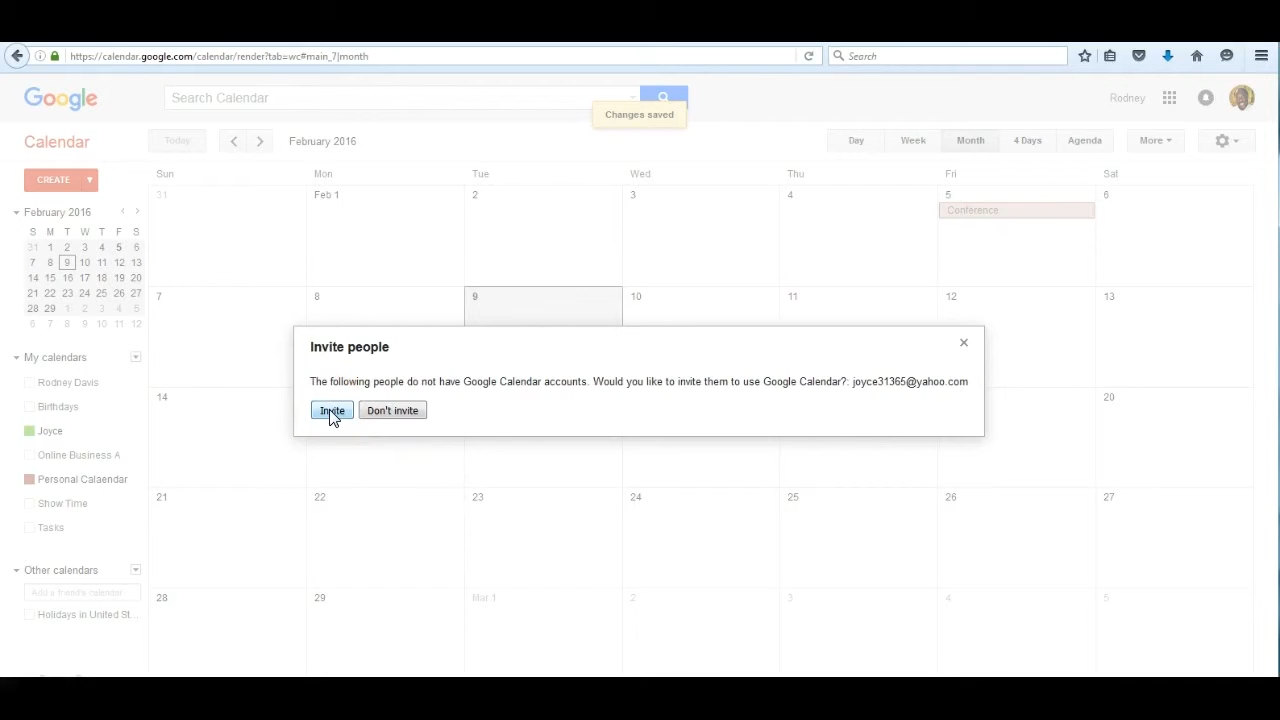 https://calendar.google.com/calendar/render?tab=wc#main_7|month
Search
Google
Search Calendar
Rodney
Changes saved
Calendar
Today
February 2016
Day Week Month 4 Days Agenda More
CREATE
Sun Mon Tue Wed Thu Fri Sat
31 Feb 1 2 3 4 5 6
Conference
February 2016
S M T W T F S
31 1 2 3 4 5 6
7 8 9 10 11 12 13
14 15 16 17 18 19 20
21 22 23 24 25 26 27
28 29 1 2 3 4 5
6 7 8 9 10 11 12
7 8 9 10 11 12 13
Invite people
The following people do not have Google Calendar accounts. Would you like to invite them to use Google Calendar?: joyce31365@yahoo.com
Invite Don't invite
My calendars
Rodney Davis
Birthdays
Joyce
Online Business A
Personal Calaendar
Show Time
Tasks
14 20
21 22 23 24 25 26 27
Other calendars
Add a friend's calendar
Holidays in United St...
28 29 Mar 1 2 3 4 5